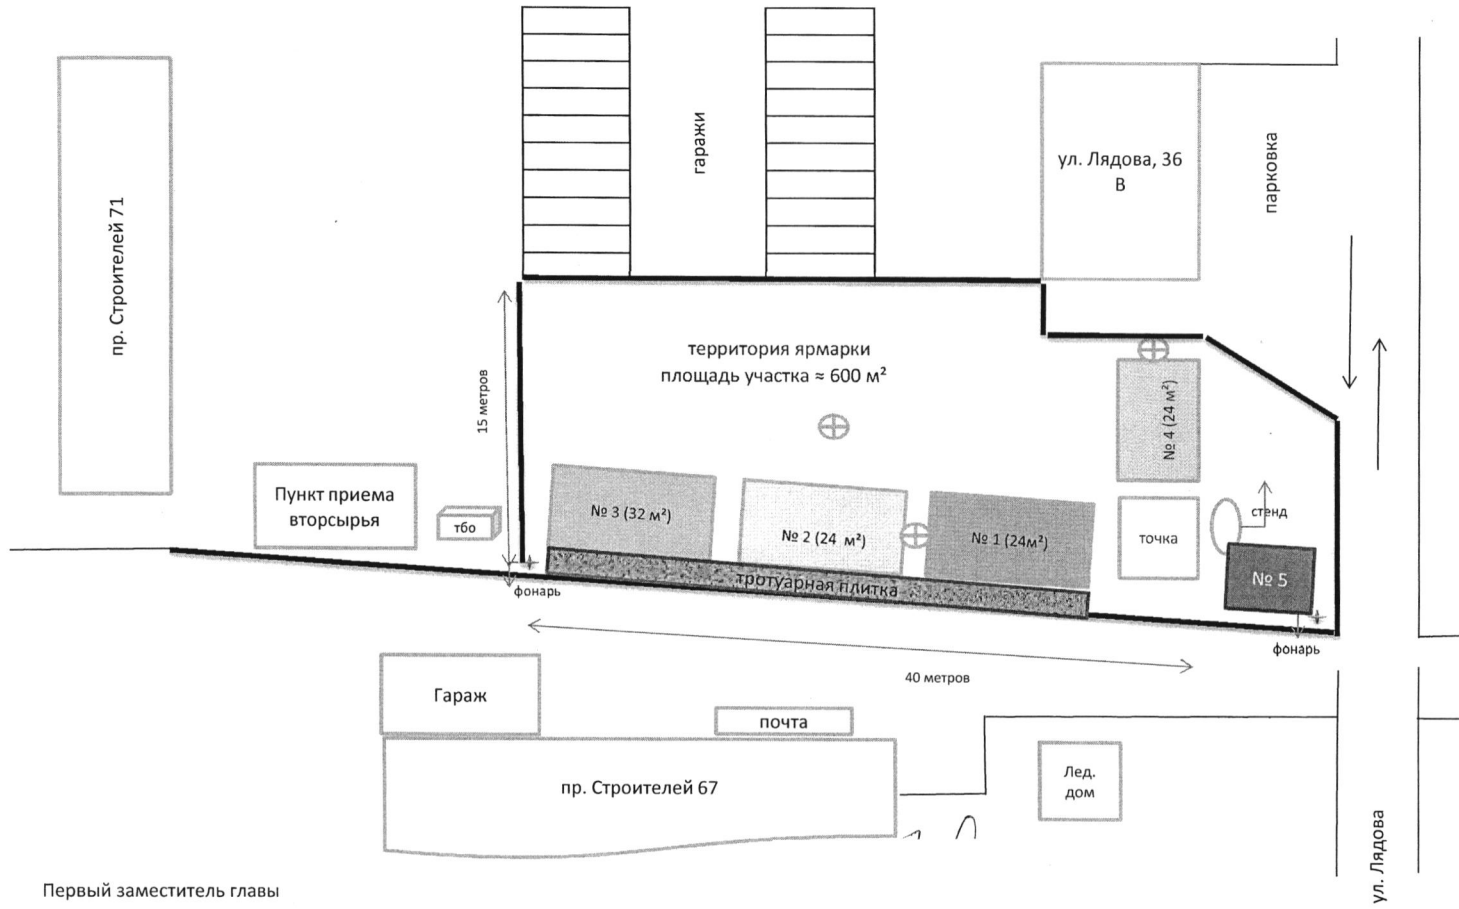 гаражи
ул. Лядова, 36
В
парковка
пр. Строителей 71
территория ярмарки
площадь участка ≈ 600 м²
15 метров
№ 4 (24 м²)
Пункт приема
вторсырья
тбо
№ 3 (32 м²)
№ 2 (24 м²)
№ 1 (24м²)
точка
стенд
№ 5
тротуарная плитка
фонарь
фонарь
40 метров
Гараж
почта
пр. Строителей 67
Лед.
дом
ул. Лядова
Первый заместитель главы